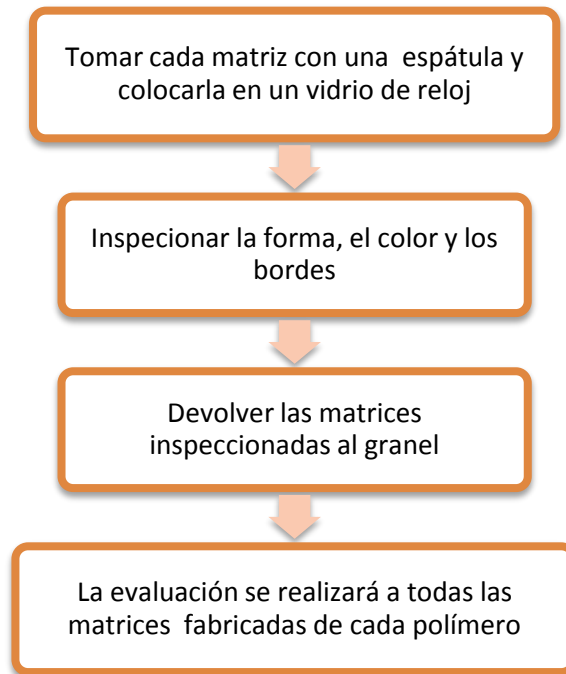 Tomar cada matriz con una espátula y
colocarla en un vidrio de reloj
Inspecionar la forma, el color y los
bordes
Devolver las matrices
inspeccionadas al granel
La evaluación se realizará a todas las
matrices fabricadas de cada polímero